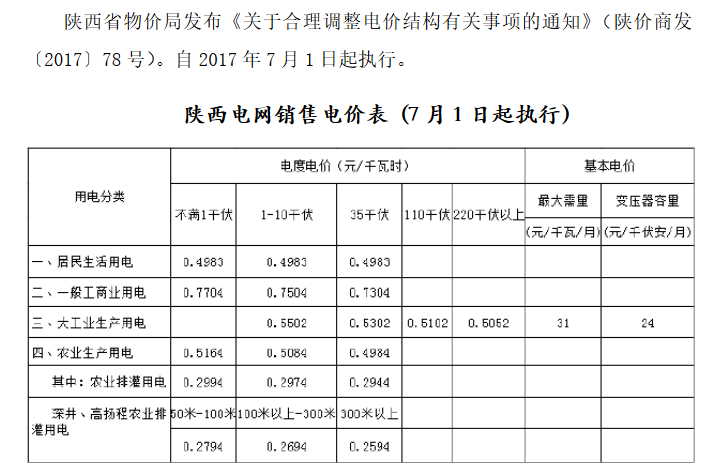 陕西省物价局发布《关于合理调整电价结构有关事项的通知》（陕价商发
〔2017〕78 号）。自 2017 年 7 月 1 日起执行。
陕西电网销售电价表（7 月 1 日起执行）
用电分类 电度电价（元/千瓦时） 基本电价
不满1千伏 1-10千伏 35千伏 110千伏 220千伏以上 最大需量 变压器容量
(元/千瓦/月) (元/千伏安/月)
一、居民生活用电 0.4983 0.4983 0.4983
二、一般工商业用电 0.7704 0.7504 0.7304
三、大工业生产用电 0.5502 0.5302 0.5102 0.5052 31 24
四、农业生产用电 0.5164 0.5084 0.4984
其中：农业排灌用电 0.2994 0.2974 0.2944
深井、高扬程农业排灌用电 50米-100米 100米以上-300米 300米以上
0.2794 0.2694 0.2594